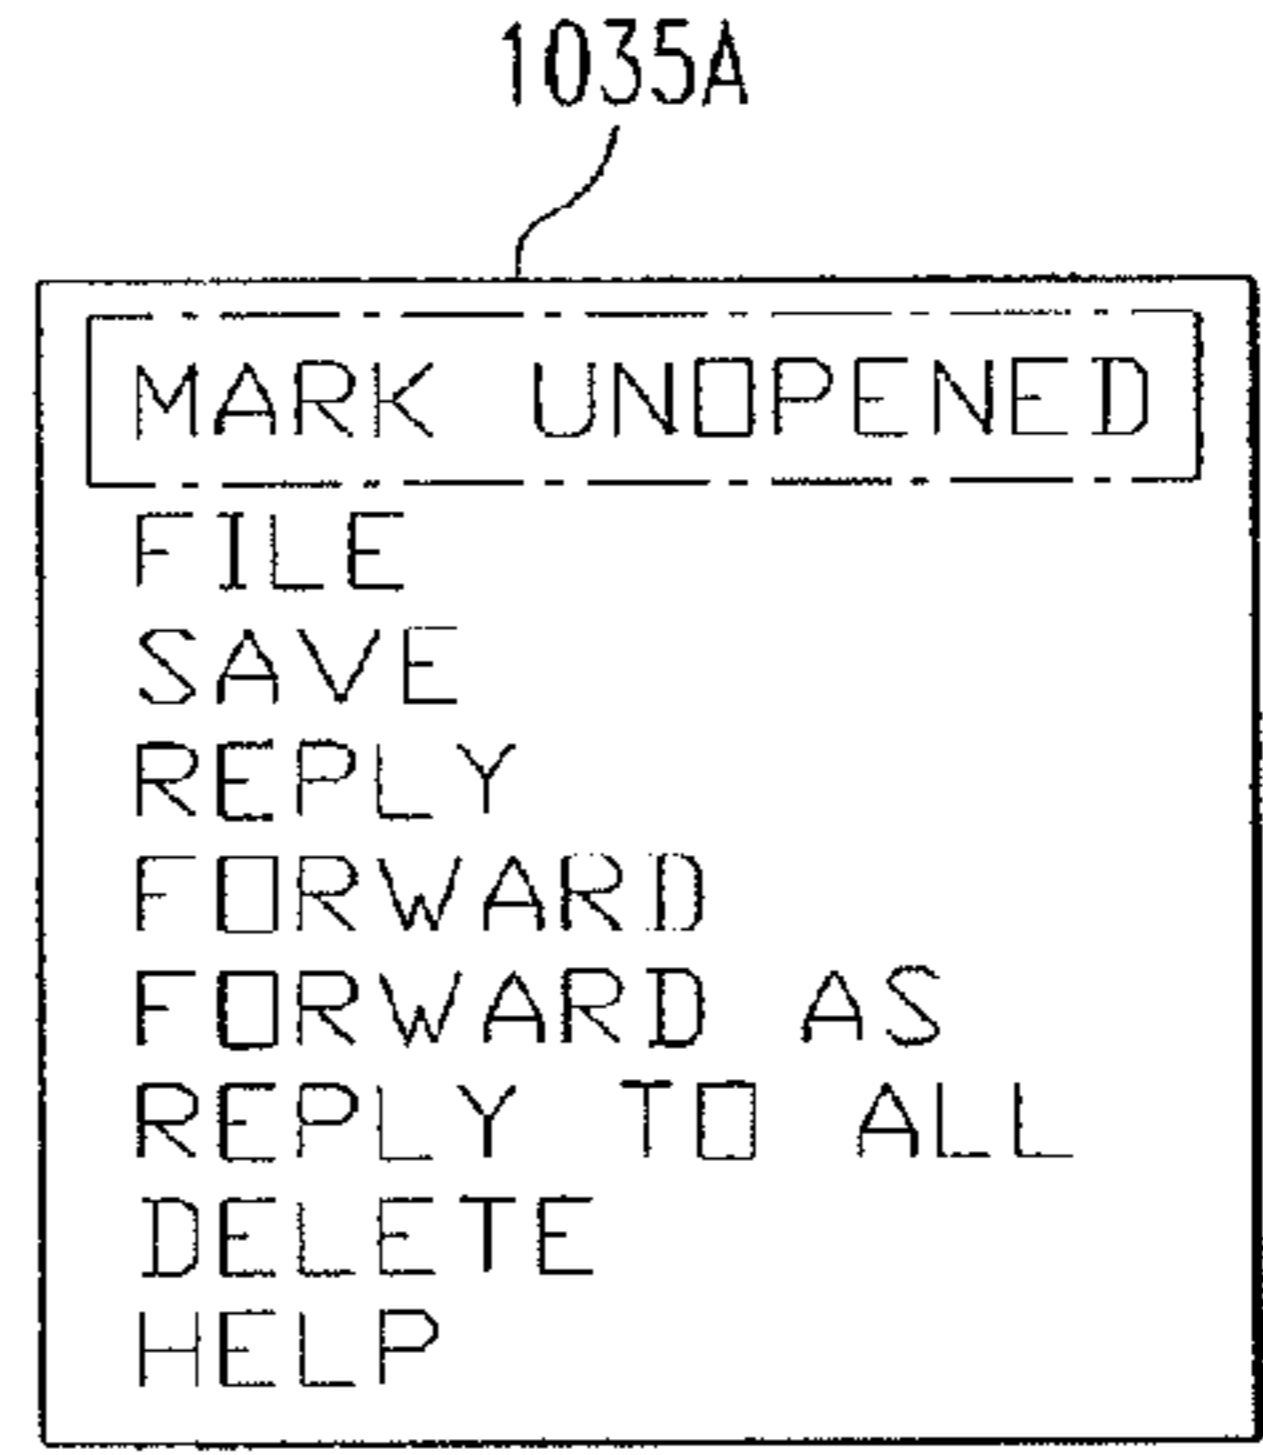 1035A
MARK UNOPENED
FILE
SAVE
REPLY
FORWARD
FORWARD AS
REPLY TO ALL
DELETE
HELP